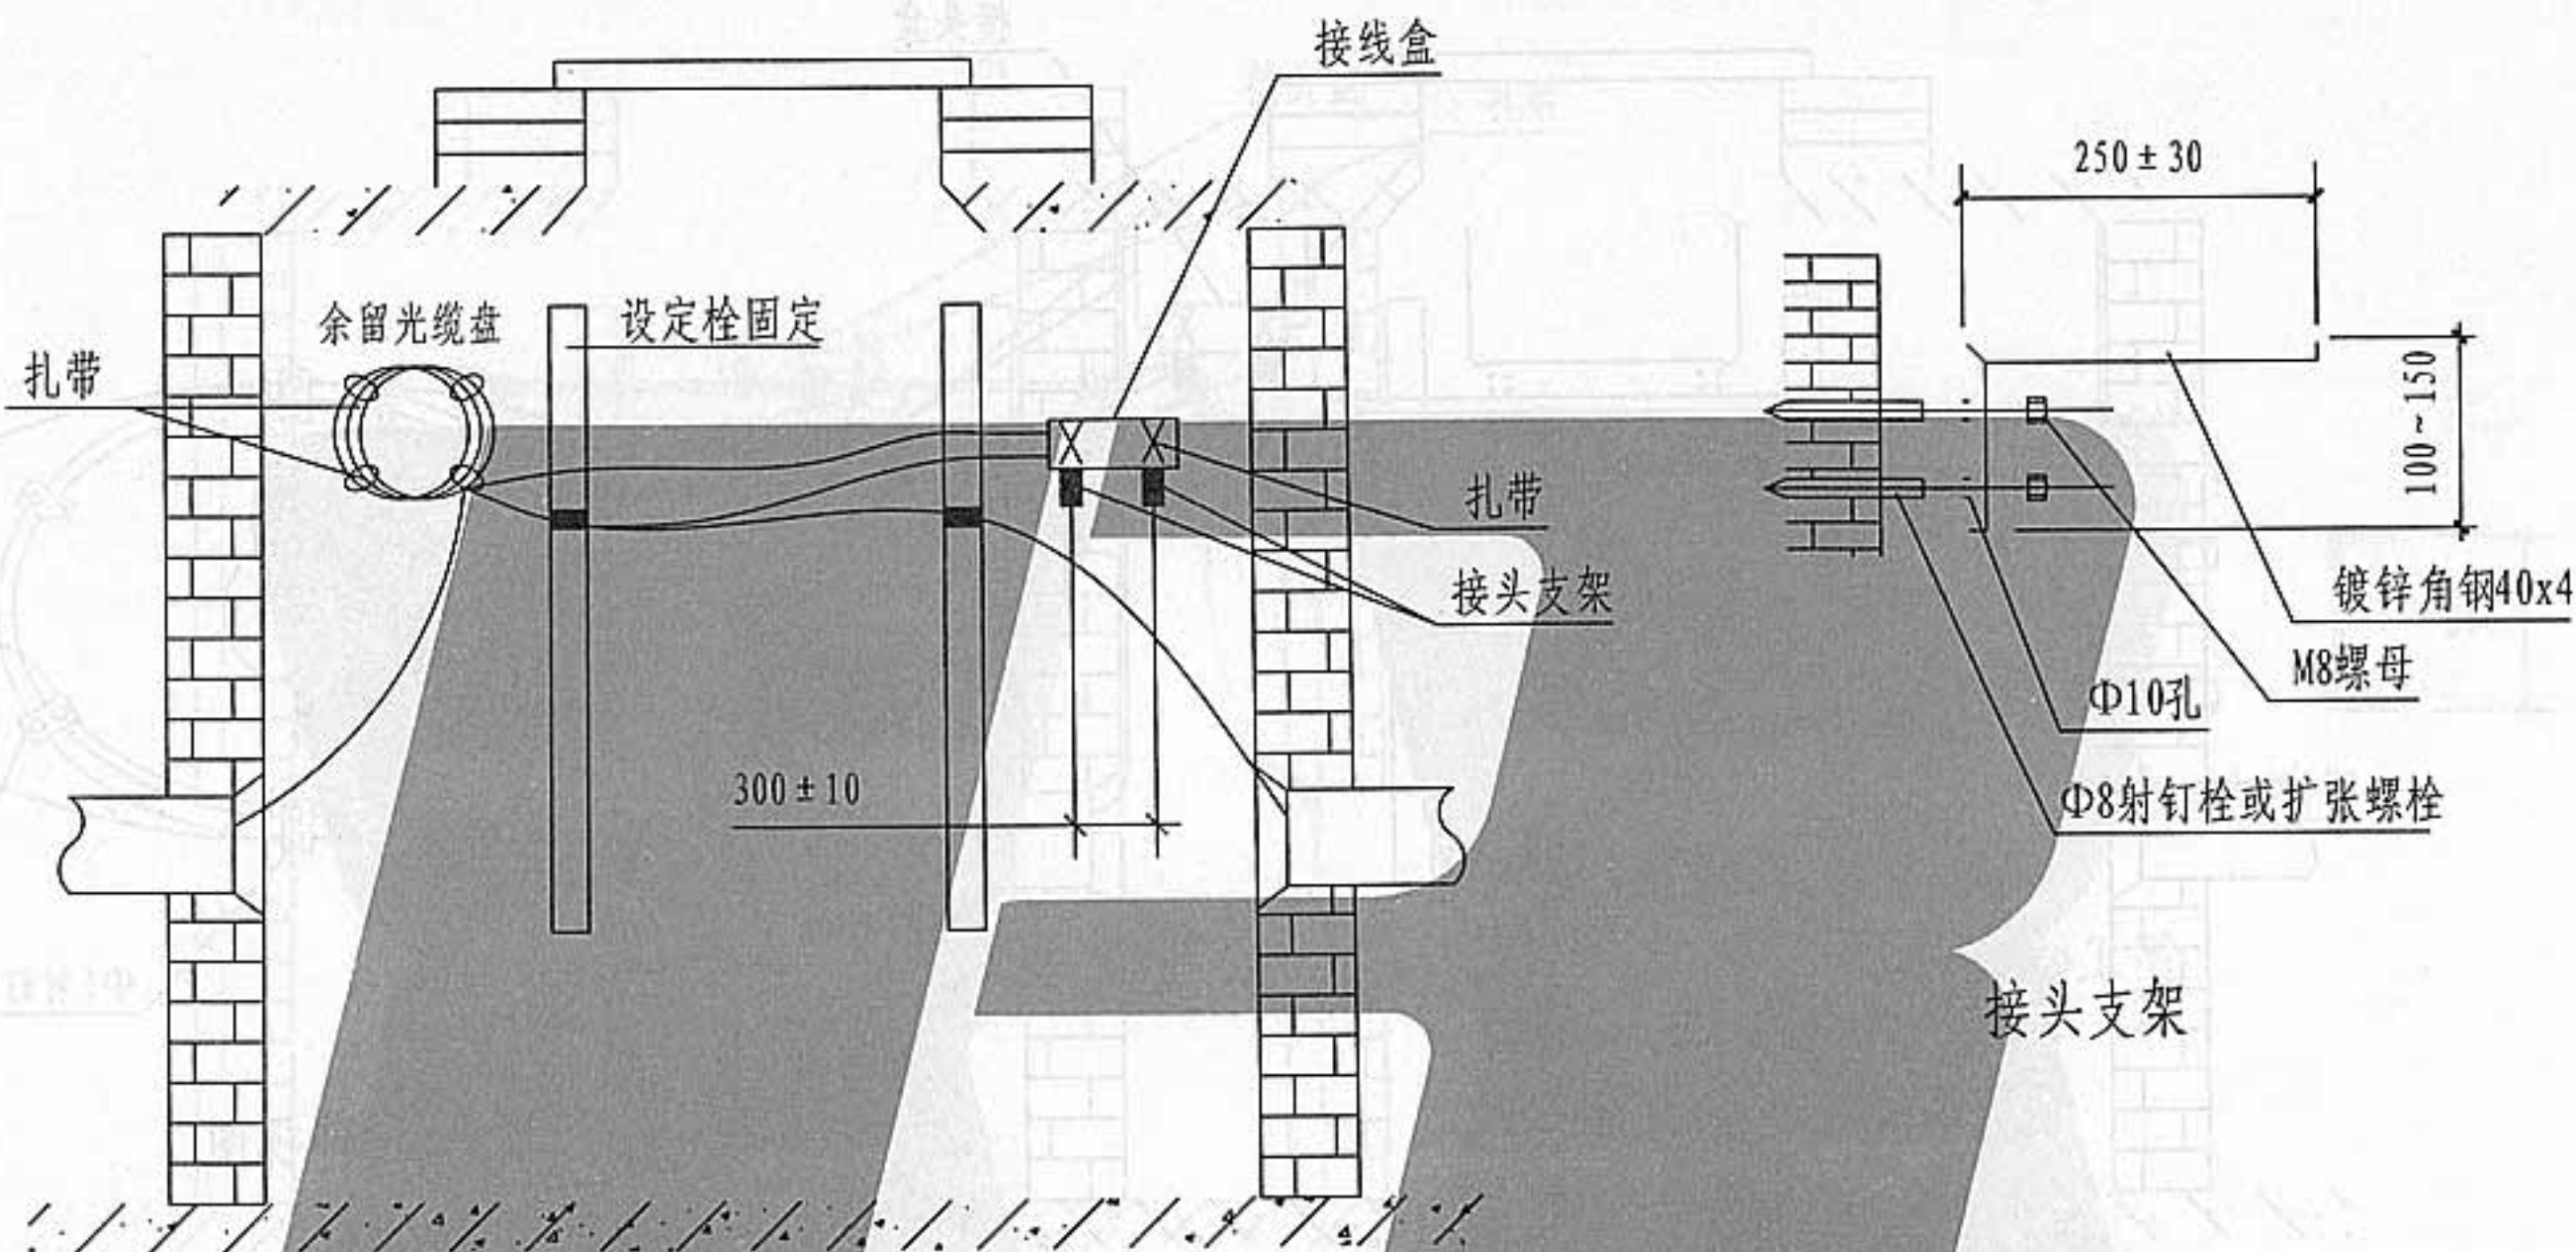 接线盒
250±30
余留光缆盘
设定栓固定
扎带
100~150
扎带
接头支架
镀锌角钢40x4
M8螺母
Φ10孔
300±10
Φ8射钉栓或扩张螺栓
接头支架